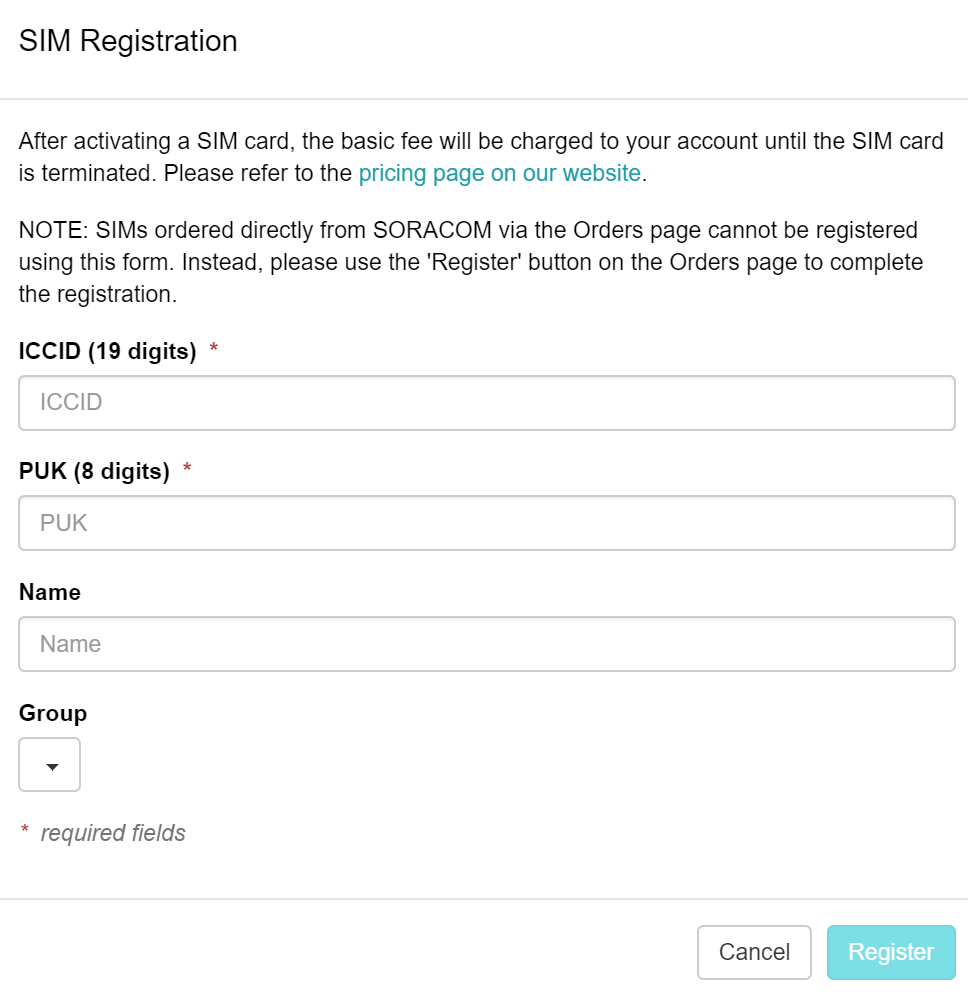 SIM Registration
After activating a SIM card, the basic fee will be charged to your account until the SIM card
is terminated. Please refer to the pricing page on our website.
NOTE: SIMs ordered directly from SORACOM via the Orders page cannot be registered
using this form. Instead, please use the 'Register' button on the Orders page to complete
the registration.
ICCID (19 digits) *
ICCID
PUK (8 digits) *
PUK
Name
Name
Group
* required fields
Cancel Register